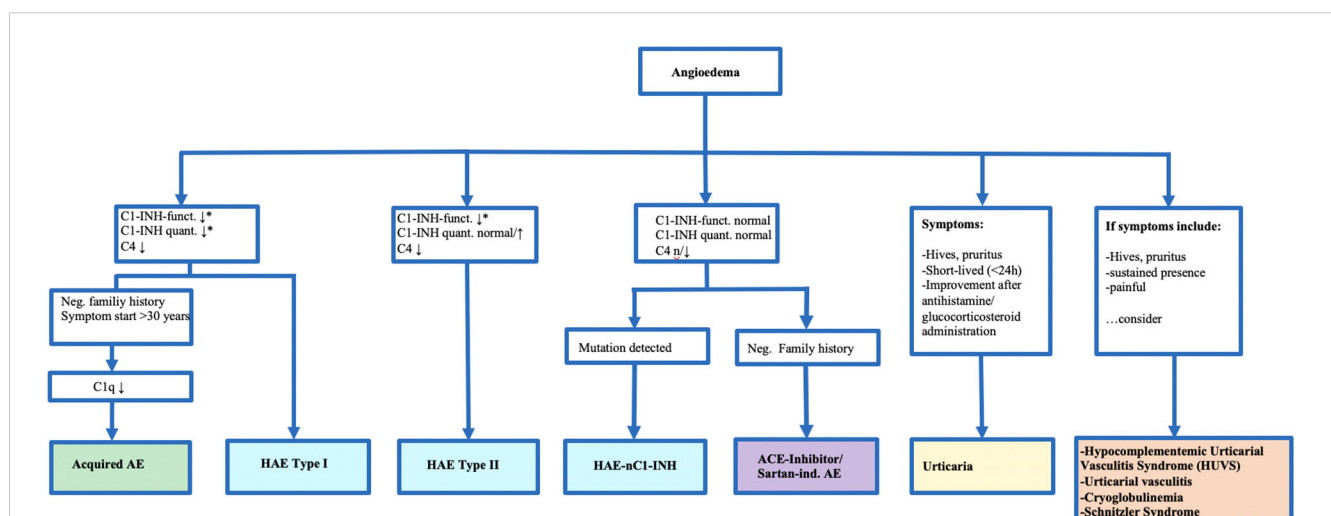 Angioedema
C1-INH-funct. ↓*
C1-INH quant. ↓*
C4 ↓
C1-INH-funct. ↓*
C1-INH quant. normal/↑
C4 ↓
C1-INH-funct. normal
C1-INH quant. normal
C4 n/↓
Symptoms:
-Hives, pruritus
-Short-lived (<24h)
-Improvement after
antihistamine/
glucocorticosteroid
administration
If symptoms include:
-Hives, pruritus
-sustained presence
-painful
…consider
Neg. familiy history
Symptom start >30 years
Mutation detected
Neg. Family history
C1q ↓
Acquired AE
HAE Type I
HAE Type II
HAE-nC1-INH
ACE-Inhibitor/
Sartan-ind. AE
Urticaria
-Hypocomplementemic Urticarial
Vasculitis Syndrome (HUVS)
-Urticarial vasculitis
-Cryoglobulinemia
-Schnitzler Syndrome